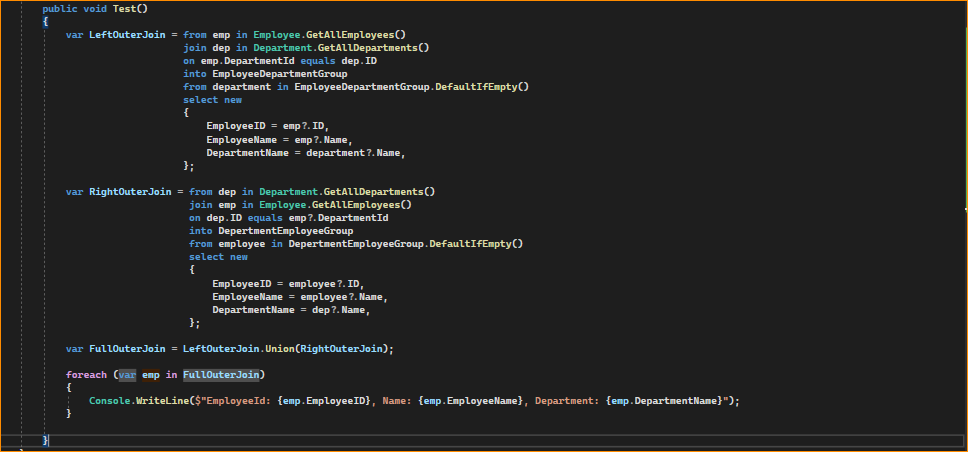 public void Test()
{
var LeftOuterJoin = from emp in Employee.GetAllEmployees()
join dep in Department.GetAllDepartments()
on emp.DepartmentId equals dep.ID
into EmployeeDepartmentGroup
from department in EmployeeDepartmentGroup.DefaultIfEmpty()
select new
{
EmployeeID = emp?.ID,
EmployeeName = emp?.Name,
DepartmentName = department?.Name,
};
var RightOuterJoin = from dep in Department.GetAllDepartments()
join emp in Employee.GetAllEmployees()
on dep.ID equals emp?.DepartmentId
into DepertmentEmployeeGroup
from employee in DepertmentEmployeeGroup.DefaultIfEmpty()
select new
{
EmployeeID = employee?.ID,
EmployeeName = employee?.Name,
DepartmentName = dep?.Name,
};
var FullOuterJoin = LeftOuterJoin.Union(RightOuterJoin);
foreach (var emp in FullOuterJoin)
{
Console.WriteLine($"EmployeeId: {emp.EmployeeID}, Name: {emp.EmployeeName}, Department: {emp.DepartmentName}");
}
}